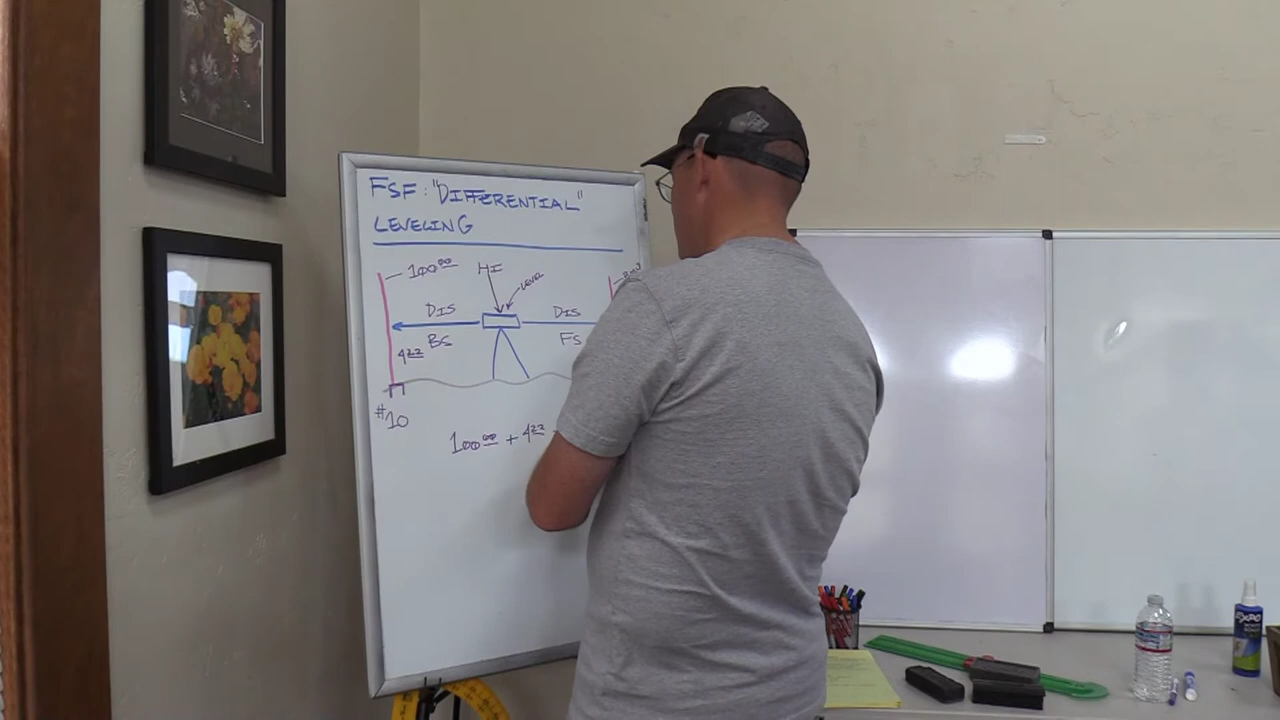 FSF: "DIFFERENTIAL"
LEVELING
100.00 HI LEVEL
DIS DIS
BS FS
4.22
#10
100.00 + 4.22
EXPO